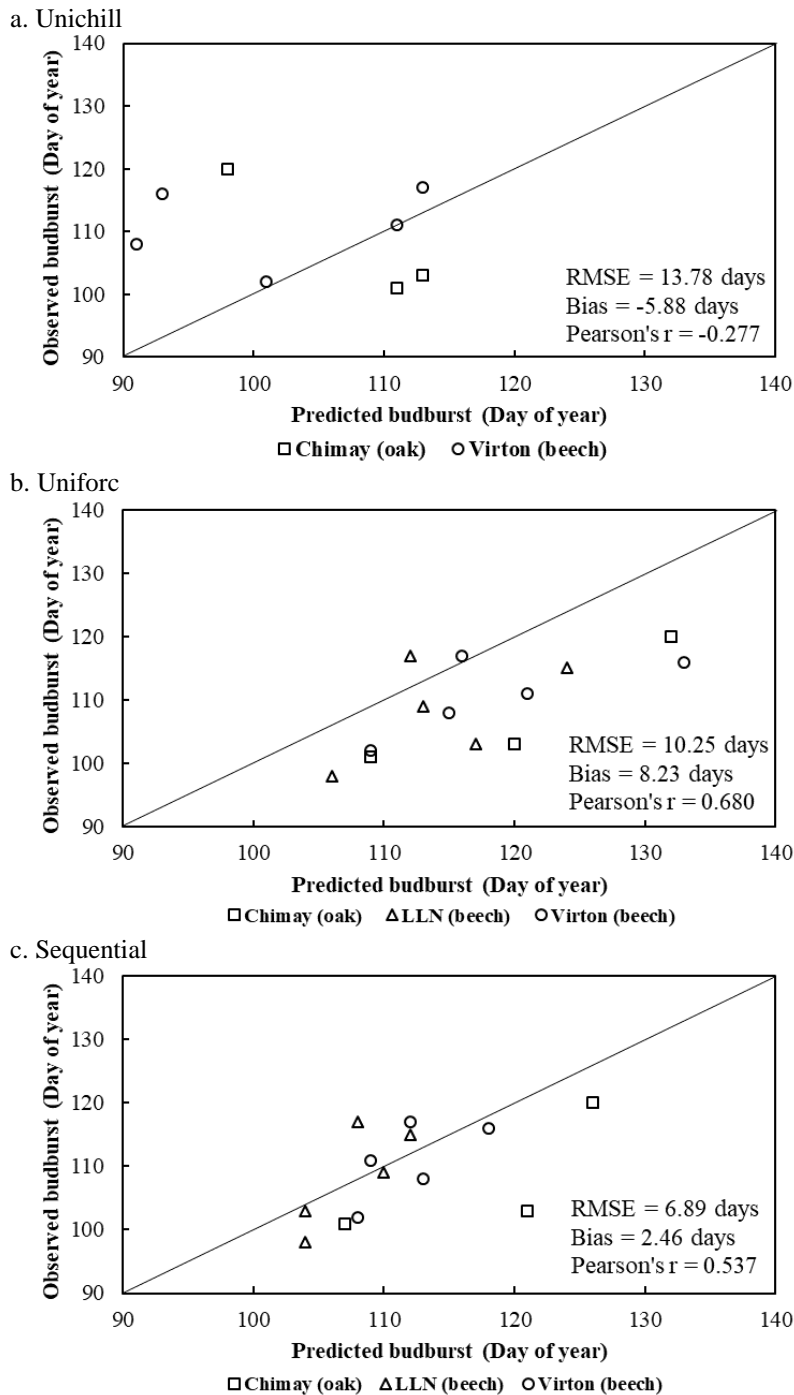 a. Unichill
140
130
120
110
100
90
Observed budburst (Day of year)
RMSE = 13.78 days
Bias = -5.88 days
Pearson's r = -0.277
90 100 110 120 130 140
Predicted budburst (Day of year)
Chimay (oak) Virton (beech)
b. Uniforc
140
130
120
110
100
90
Observed budburst (Day of year)
RMSE = 10.25 days
Bias = 8.23 days
Pearson's r = 0.680
90 100 110 120 130 140
Predicted budburst (Day of year)
Chimay (oak) LLN (beech) Virton (beech)
c. Sequential
140
130
120
110
100
90
Observed budburst (Day of year)
RMSE = 6.89 days
Bias = 2.46 days
Pearson's r = 0.537
90 100 110 120 130 140
Predicted budburst (Day of year)
Chimay (oak) LLN (beech) Virton (beech)